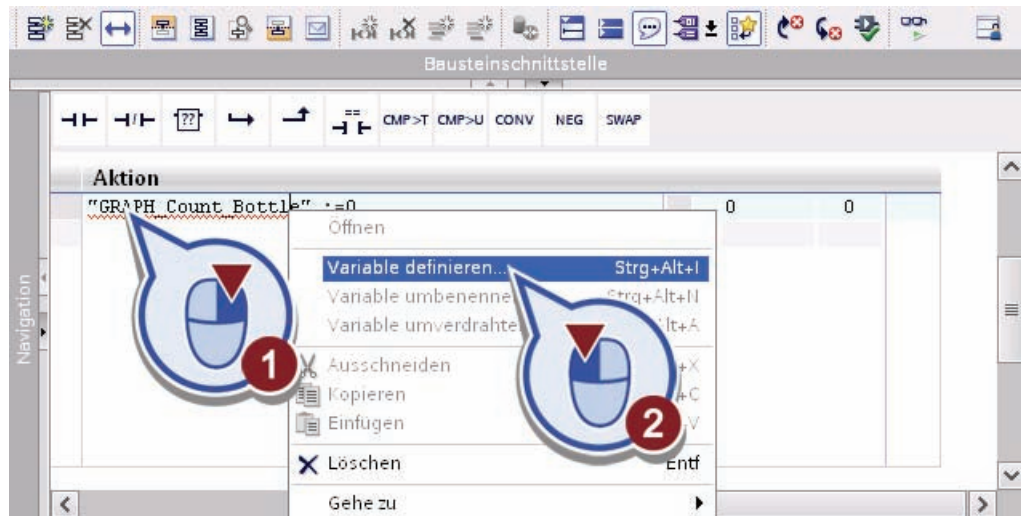 Bausteinschnittstelle
?? == CMP>T CMP>U CONV NEG SWAP
Aktion
"GRAPH_Count_Bottle" :=0 0 0
Öffnen
Variable definieren... Strg+Alt+I
Variable umbenennen Strg+Alt+N
Variable umverdrahten lt+A
Navigation
1
Ausschneiden +X
Kopieren +C
Einfügen +V
2
Löschen Entf
Gehe zu